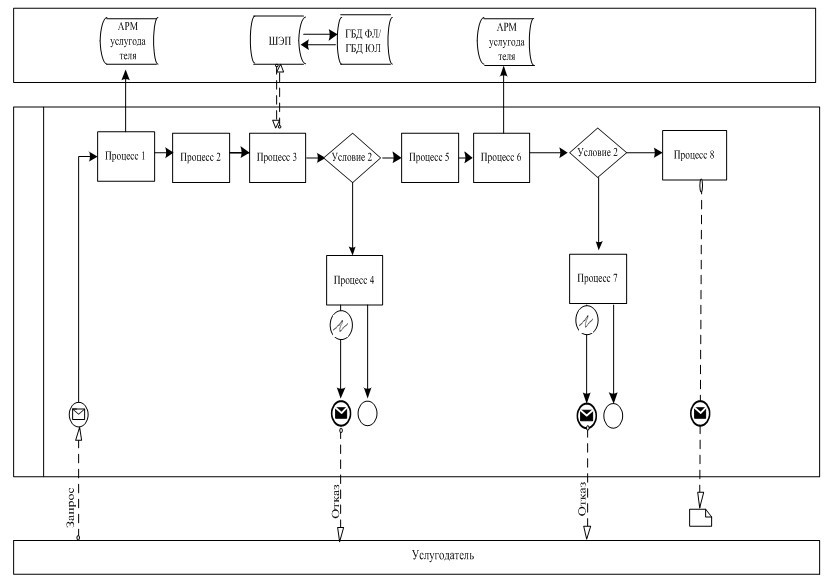 АРМ
услугода
теля
ШЭП
ГБД ФЛ/
ГБД ЮЛ
АРМ
услугода
теля
Процесс 1
Процесс 2
Процесс 3
Условие 2
Процесс 5
Процесс 6
Условие 2
Процесс 8
Процесс 4
Процесс 7
Запрос
Отказ
Отказ
Услугодатель